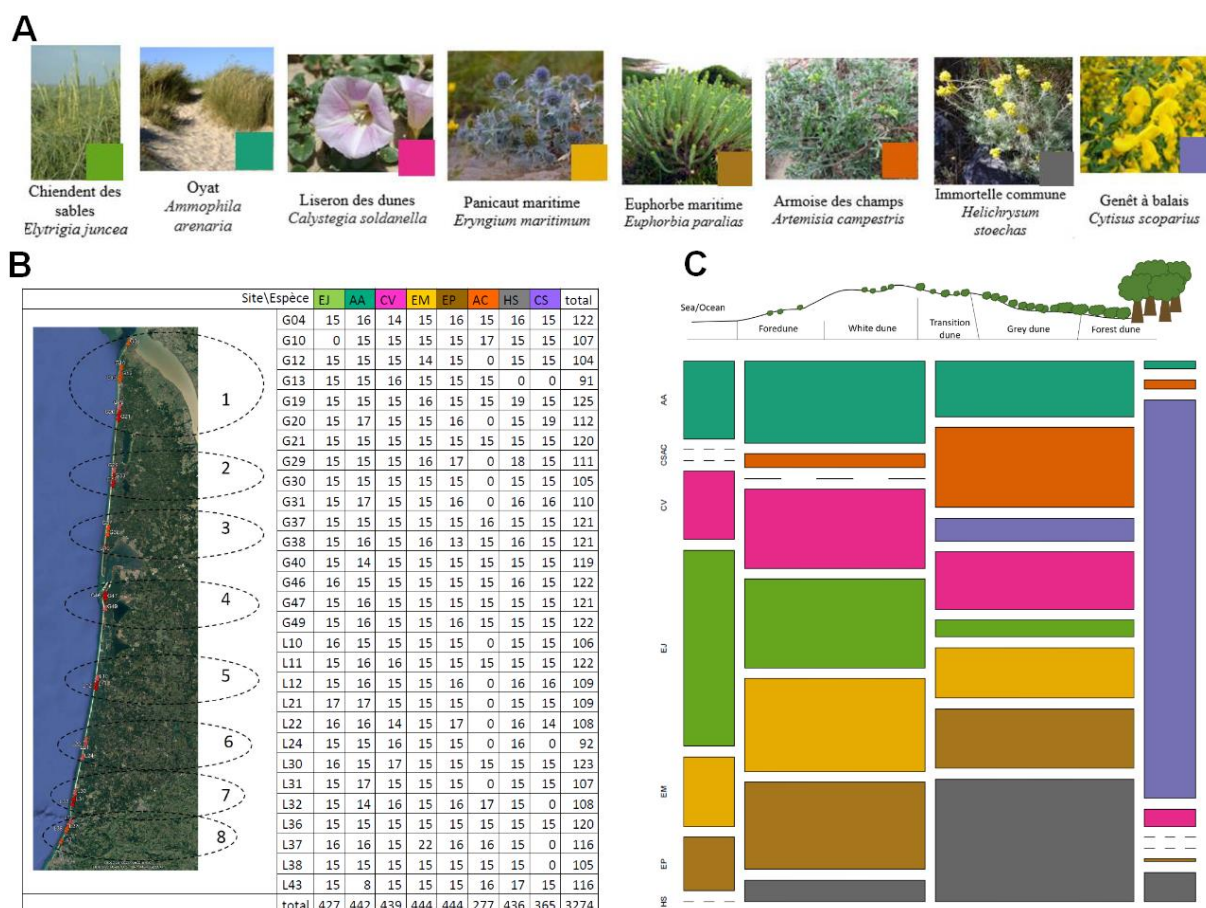 A
Chiendent des
sables
Elytrigia juncea
Oyat
Ammophila
arenaria
Liseron des dunes
Calystegia soldanella
Panicaut maritime
Eryngium maritimum
Euphorbe maritime
Euphorbia paralias
Armoise des champs
Artemisia campestris
Immortelle commune
Helichrysum
stoechas
Genêt à balais
Cytisus scoparius
B
Site\Espèce EJ AA CV EM EP AC HS CS total
G04 15 16 14 15 16 15 16 15 122
G10 0 15 15 15 15 17 15 15 107
G12 15 15 15 14 15 0 15 15 104
G13 15 15 16 15 15 15 0 0 91
G19 15 15 15 16 15 15 19 15 125
G20 15 17 15 15 16 0 15 19 112
G21 15 15 15 15 15 15 15 15 120
G29 15 15 15 16 17 0 18 15 111
G30 15 15 15 15 15 0 15 15 105
G31 15 17 15 15 16 0 16 16 110
G37 15 15 15 15 15 16 15 15 121
G38 15 16 15 16 13 15 16 15 121
G40 15 14 15 15 15 15 15 15 119
G46 16 15 15 15 15 15 16 15 122
G47 15 16 15 15 15 15 15 15 121
G49 15 16 15 15 16 15 15 15 122
L10 16 15 15 15 15 0 15 15 106
L11 15 16 16 15 15 15 15 15 122
L12 15 16 15 15 16 0 16 16 109
L21 17 17 15 15 15 0 15 15 109
L22 16 16 14 15 17 0 16 14 108
L24 15 15 16 15 15 0 16 0 92
L30 16 15 17 15 15 15 15 15 123
L31 15 17 15 15 15 0 15 15 107
L32 15 14 16 15 16 17 15 0 108
L36 15 15 15 15 15 15 15 15 120
L37 16 16 15 22 16 16 15 0 116
L38 15 15 15 15 15 15 15 0 105
L43 15 8 15 15 15 16 17 15 116
total 427 442 439 444 444 277 436 365 3274
1
2
3
4
5
6
7
8
C
Sea/Ocean
Foredune
White dune
Transition
dune
Grey dune
Forest dune
AA
CSAC
CV
EJ
EM
EP
HS